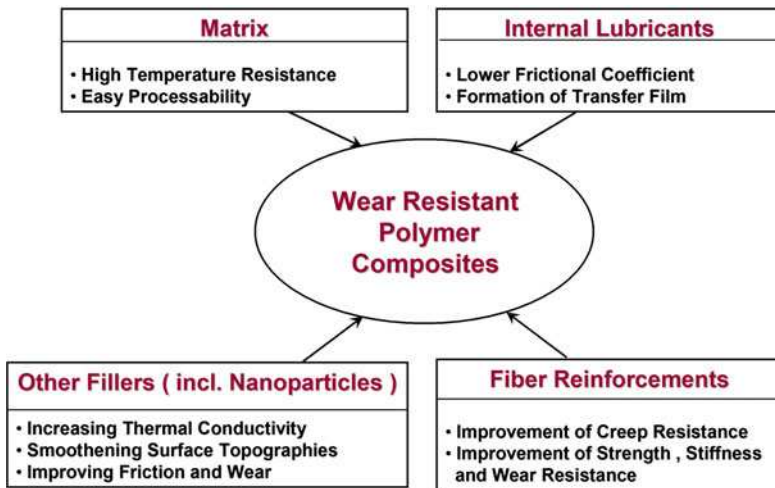 Matrix
• High Temperature Resistance
• Easy Processability
Internal Lubricants
• Lower Frictional Coefficient
• Formation of Transfer Film
Wear Resistant
Polymer
Composites
Other Fillers ( incl. Nanoparticles )
• Increasing Thermal Conductivity
• Smoothening Surface Topographies
• Improving Friction and Wear
Fiber Reinforcements
• Improvement of Creep Resistance
• Improvement of Strength , Stiffness
and Wear Resistance